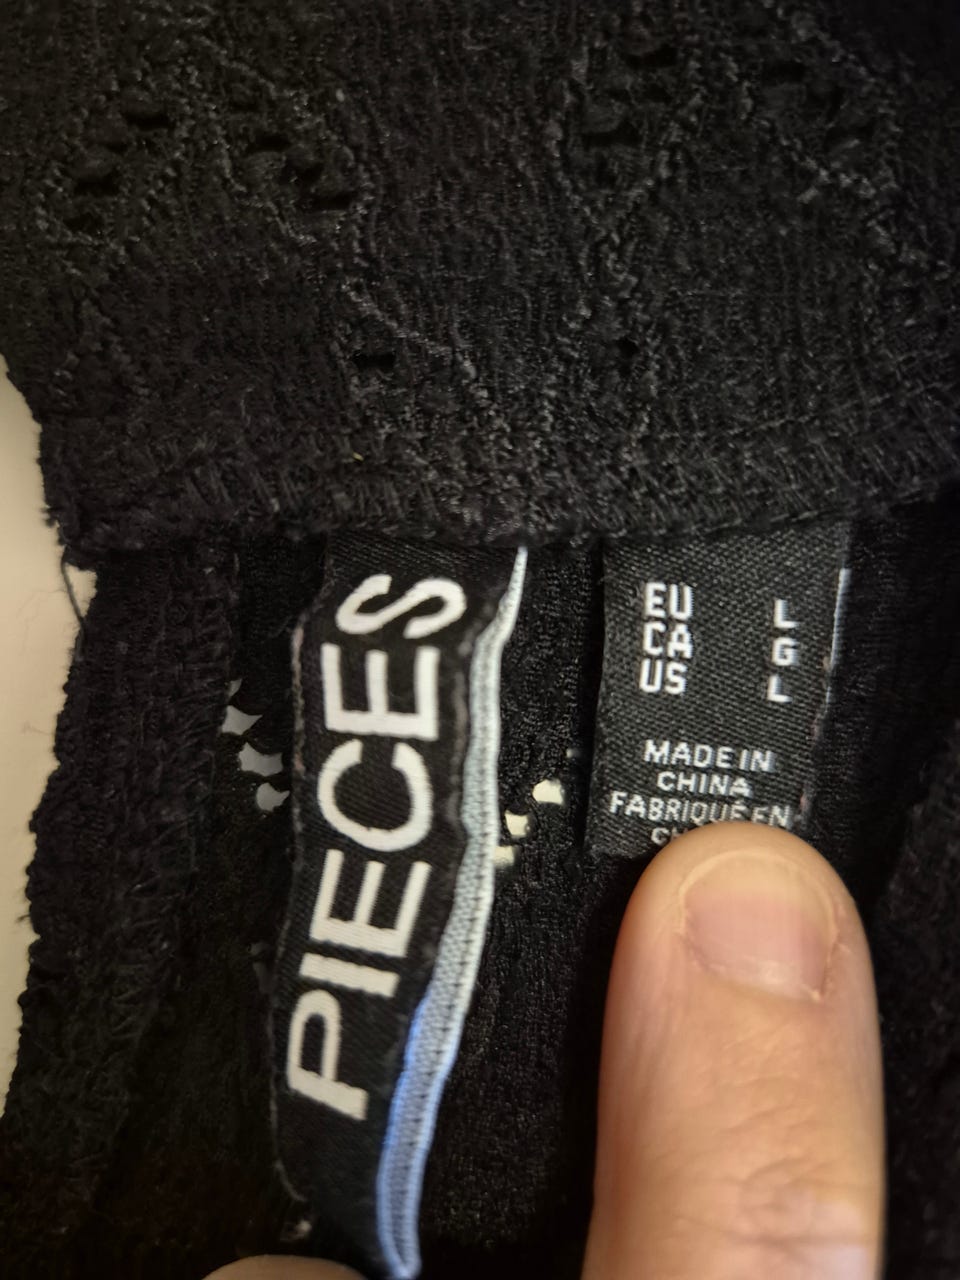 PIECES
EU L
CA G
US L
MADE IN
CHINA
FABRIQUÉ EN